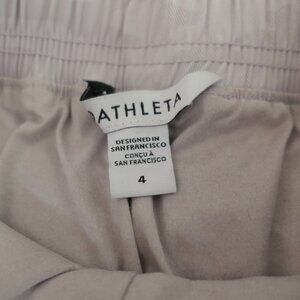 ATHLETA
DESIGNED IN
SAN FRANCISCO
CONÇU À
SAN FRANCISCO
4